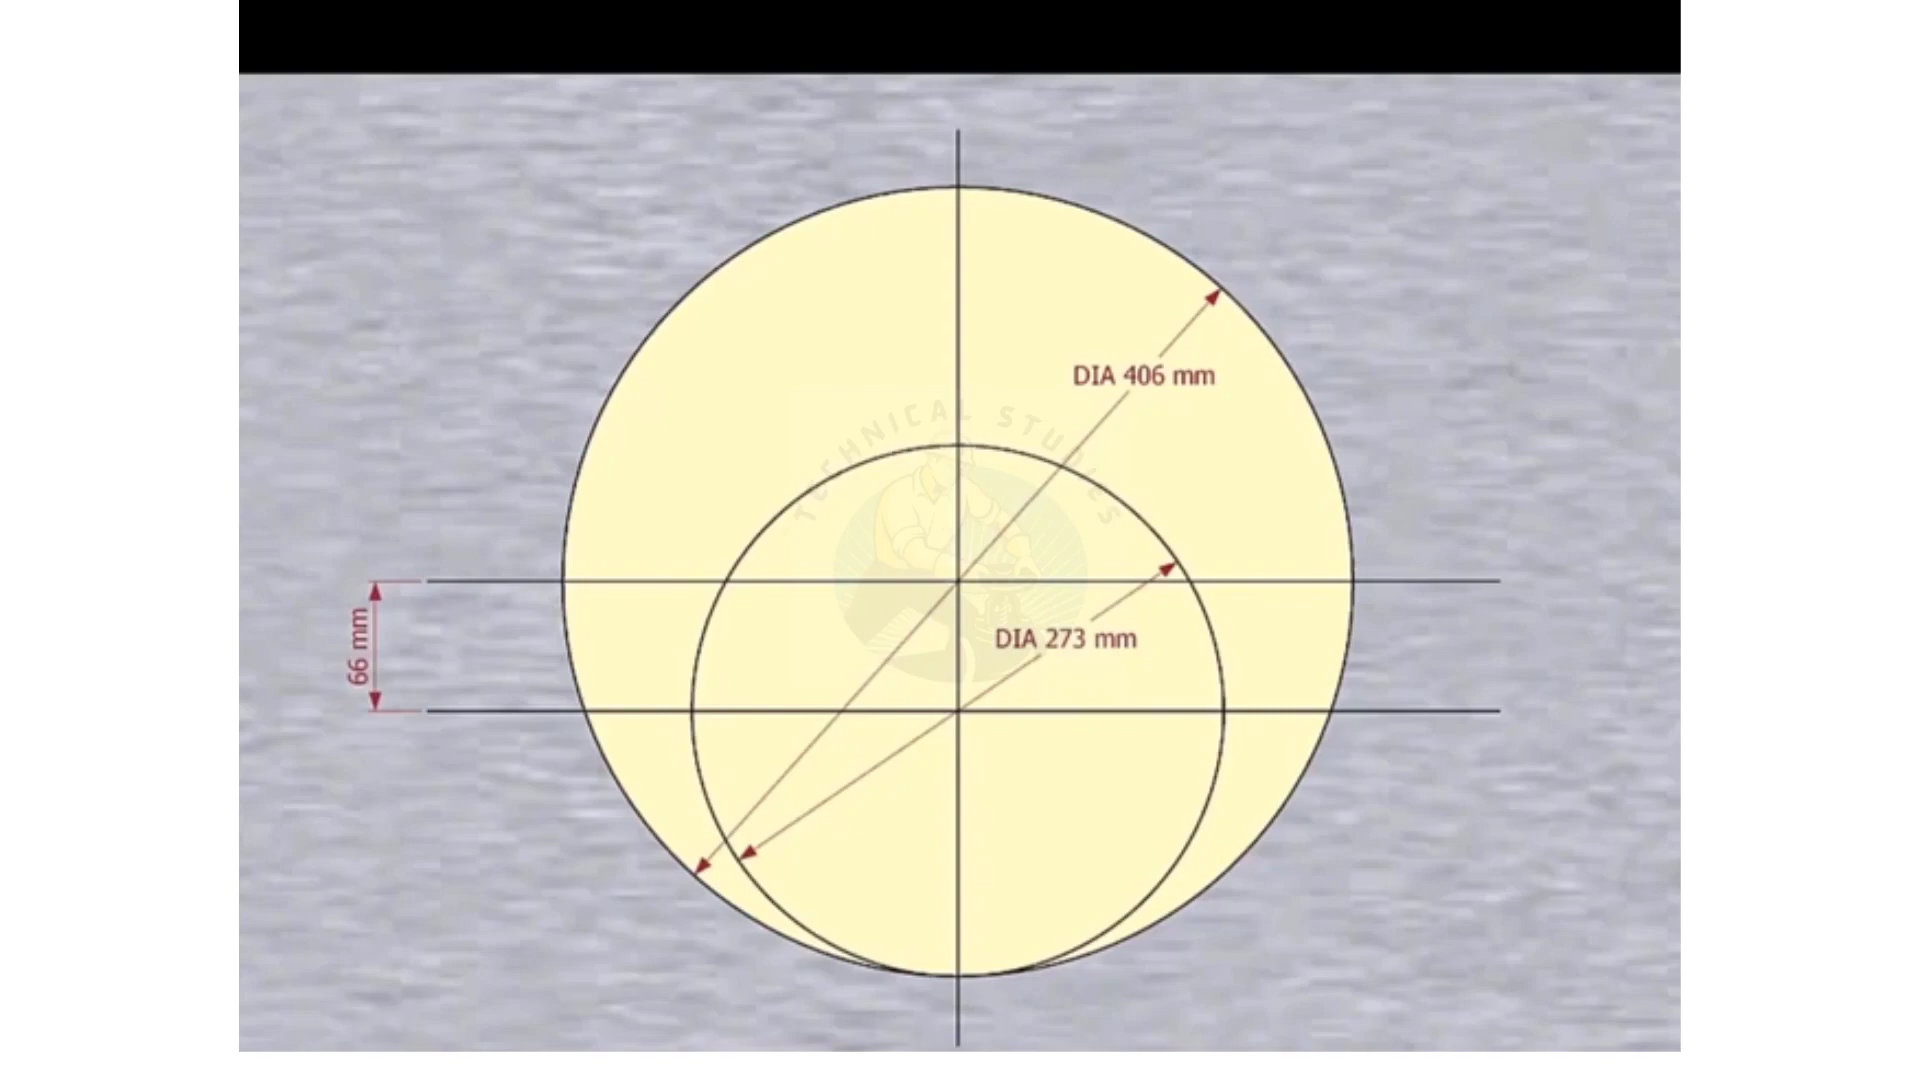 TECHNICAL STUDIES
DIA 406 mm
DIA 273 mm
66 mm